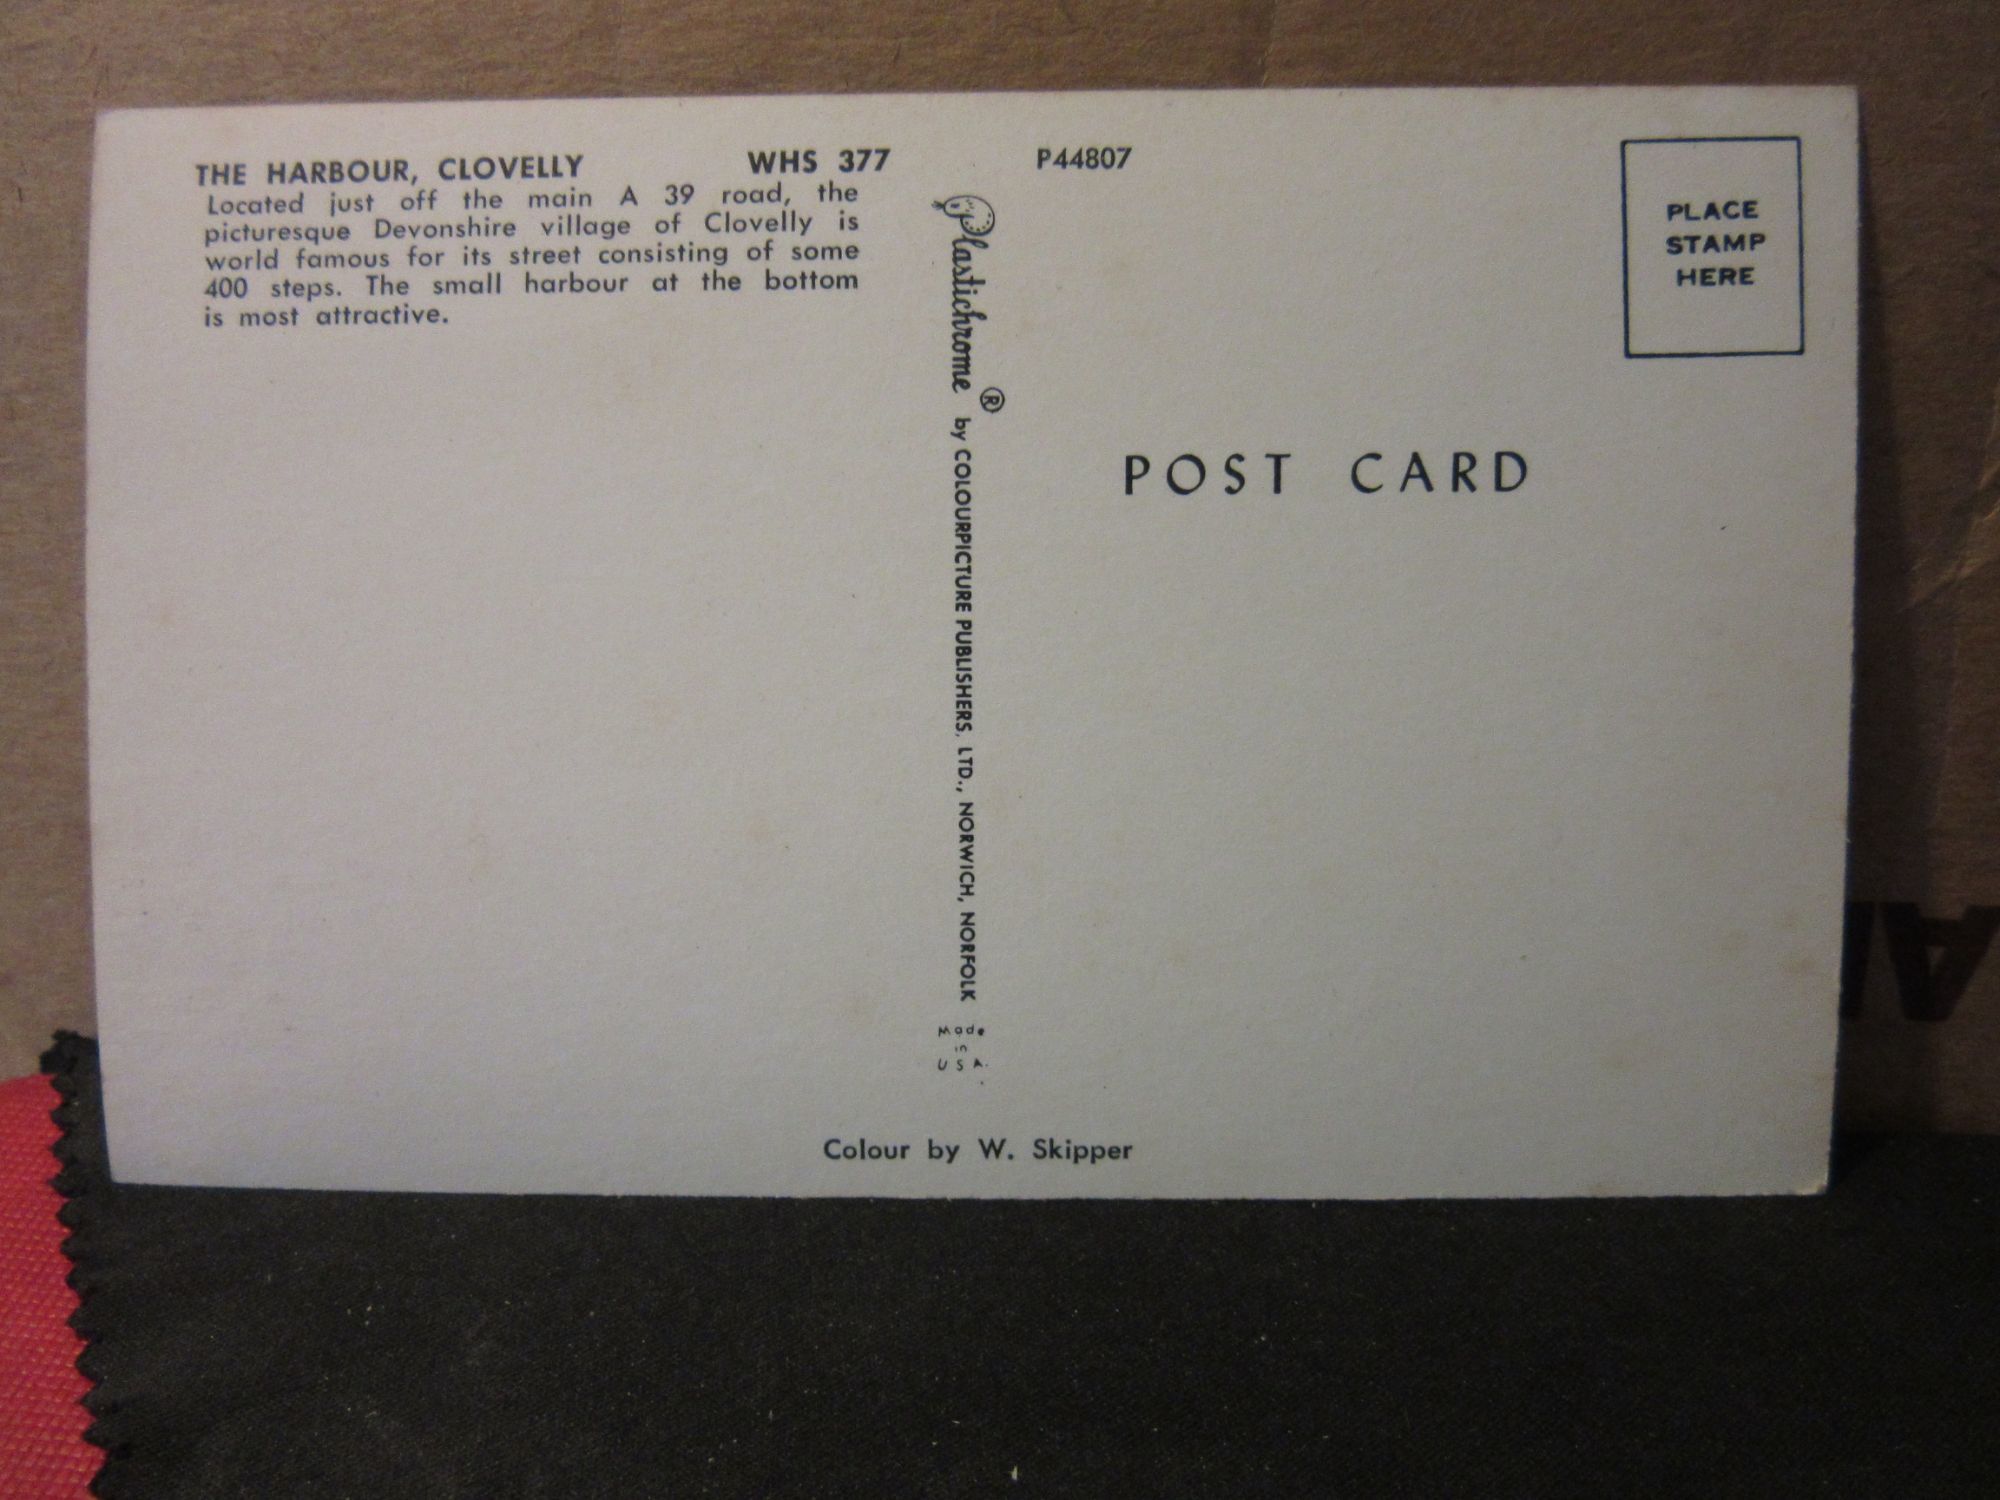 THE HARBOUR, CLOVELLY WHS 377
Located just off the main A 39 road, the
picturesque Devonshire village of Clovelly is
world famous for its street consisting of some
400 steps. The small harbour at the bottom
is most attractive.
Plastichrome ® by COLOURPICTURE PUBLISHERS, LTD., NORWICH, NORFOLK
Made
in
USA.
P44807
PLACE
STAMP
HERE
POST CARD
Colour by W. Skipper